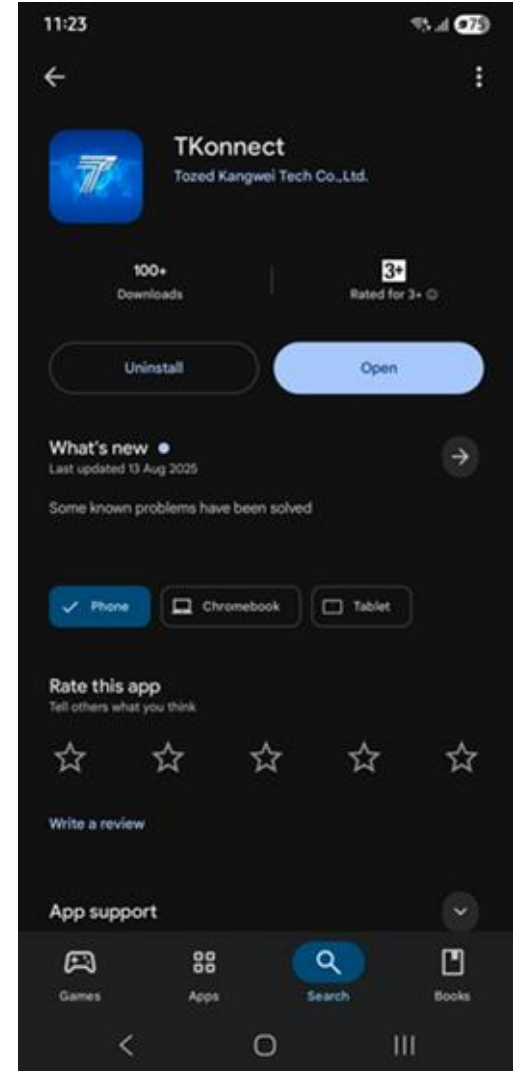 11:23
75
TKonnect
Tozed Kangwei Tech Co.,Ltd.
100+
Downloads
3+
Rated for 3+
Uninstall
Open
What's new
Last updated 13 Aug 2025
Some known problems have been solved
Phone
Chromebook
Tablet
Rate this app
Tell others what you think
Write a review
App support
Games
Apps
Search
Books